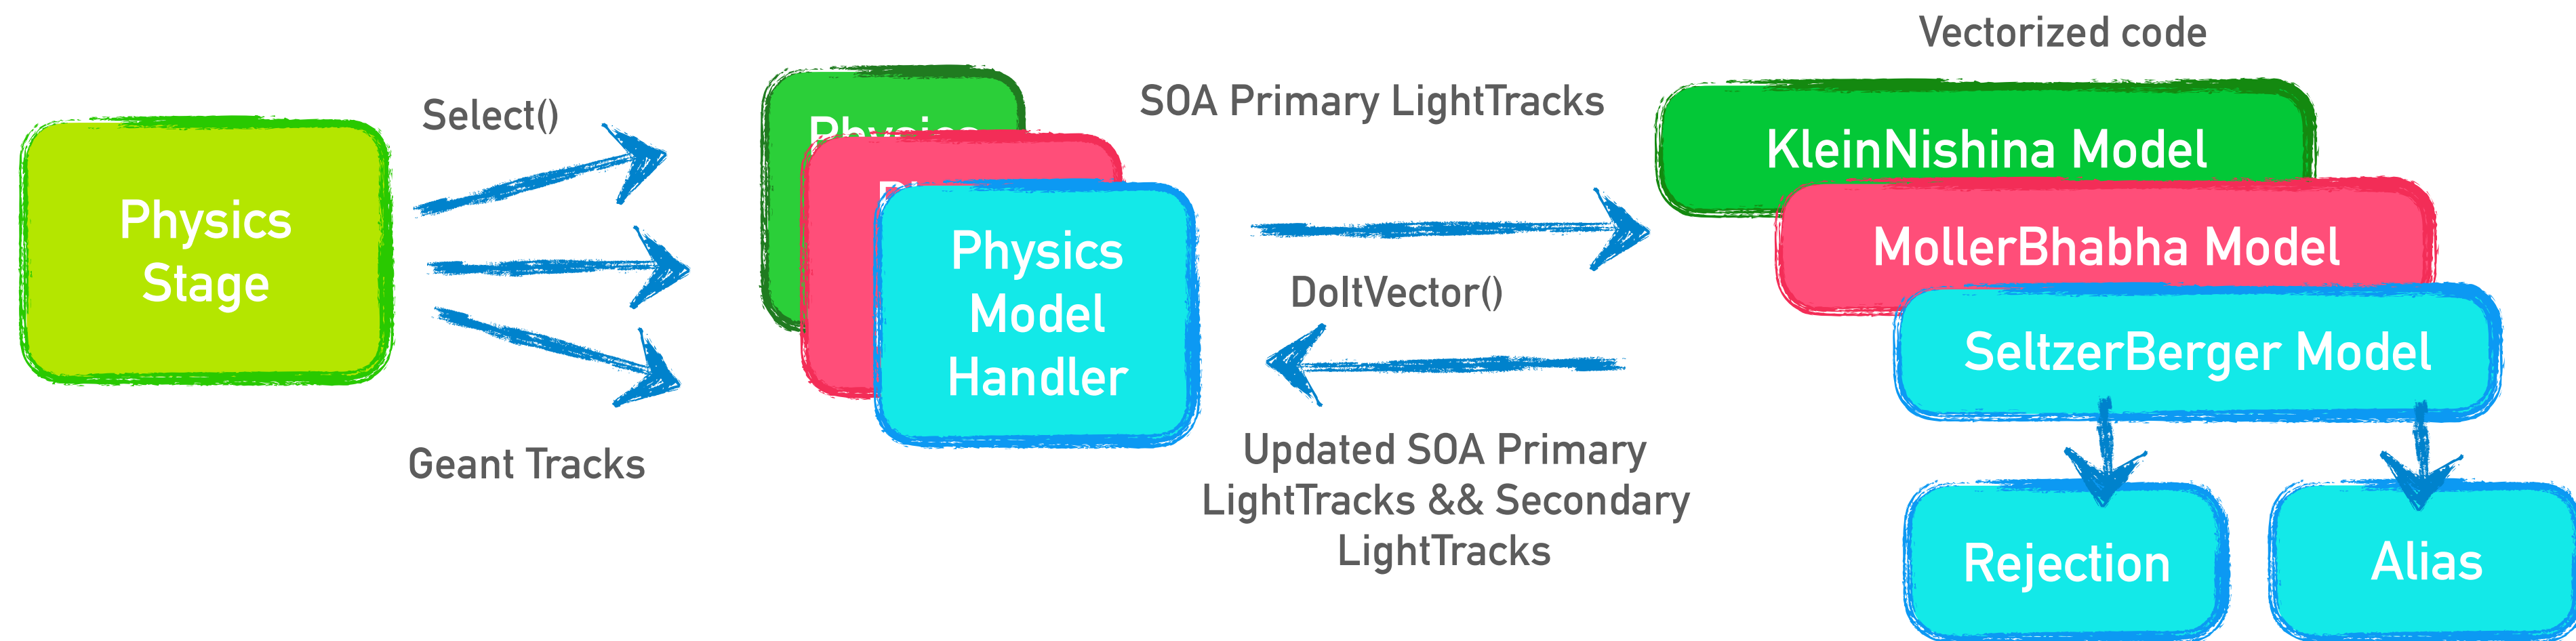 Vectorized code
Select()
SOA Primary LightTracks
Physics
Stage
Physics
Physics
Model
Handler
KleinNishina Model
MollerBhabha Model
SeltzerBerger Model
DoItVector()
Geant Tracks
Updated SOA Primary
LightTracks && Secondary
LightTracks
Rejection
Alias